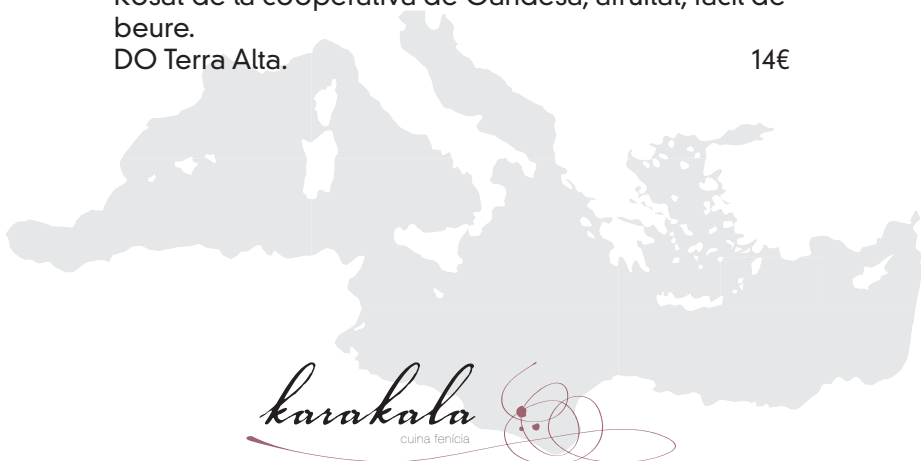 Rosat de la cooperativa de Gandesa, afruitat, fàcil de
beure.
DO Terra Alta. 14€
karakala
cuina fenícia